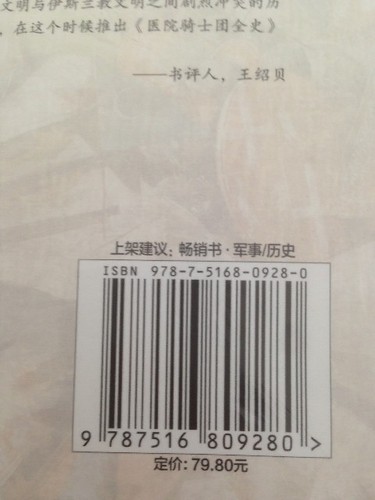 文明与伊斯兰教文明之间剧烈冲突的历
，在这个时候推出《医院骑士团全史》
——书评人，王绍贝
上架建议：畅销书·军事/历史
ISBN 978-7-5168-0928-0
9 787516 809280 >
定价：79.80元